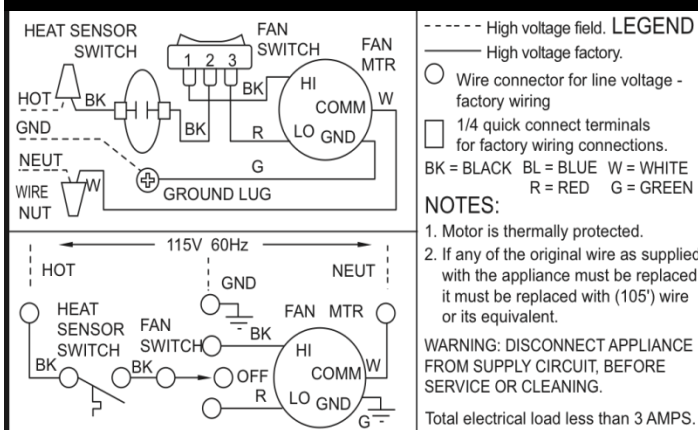 HEAT SENSOR
SWITCH
FAN
SWITCH
FAN
MTR
1 2 3
HOT
BK
BK
BK
HI
COMM
W
LO GND
R
GND
NEUT
G
WIRE
NUT
W
GROUND LUG
115V 60Hz
HOT
GND
NEUT
HEAT
SENSOR
SWITCH
FAN
SWITCH
FAN MTR
BK
HI
COMM
W
BK
BK
OFF
R
LO GND
G
High voltage field. LEGEND
High voltage factory.
Wire connector for line voltage -
factory wiring
1/4 quick connect terminals
for factory wiring connections.
BK = BLACK BL = BLUE W = WHITE
R = RED G = GREEN
NOTES:
1. Motor is thermally protected.
2. If any of the original wire as supplied
with the appliance must be replaced
it must be replaced with (105') wire
or its equivalent.
WARNING: DISCONNECT APPLIANCE
FROM SUPPLY CIRCUIT, BEFORE
SERVICE OR CLEANING.
Total electrical load less than 3 AMPS.